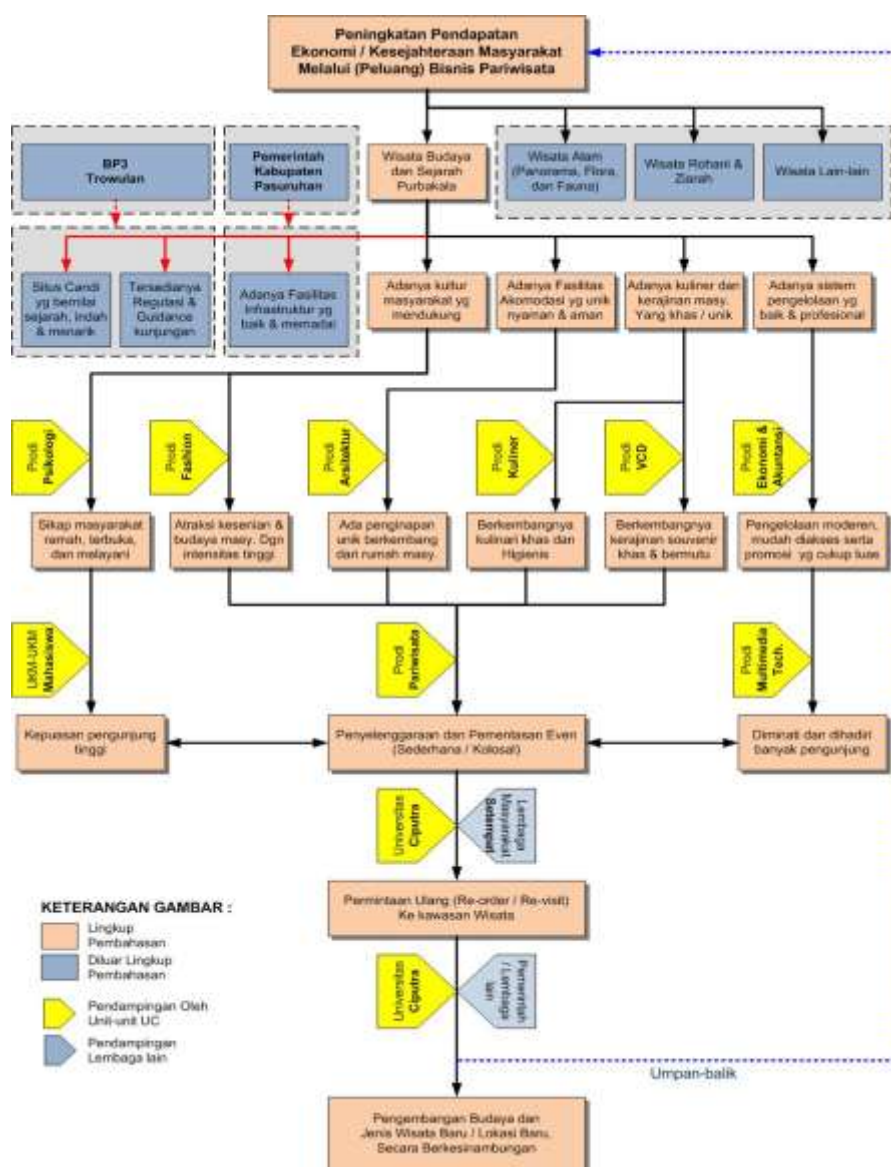 Peningkatan Pendapatan
Ekonomi / Kesejahteraan Masyarakat
Melalui (Peluang) Bisnis Pariwisata
BP3
Trowulan
Pemerintah
Kabupaten
Pasuruhan
Wisata Budaya
dan Sejarah
Purbakala
Wisata Alam
(Panorama, Flora,
dan Fauna)
Wisata Rohani &
Ziarah
Wisata Lain-lain
Situs Candi
yg bernilai
sejarah, indah
& menarik
Tersedianya
Regulasi &
Guidance
kunjungan
Adanya Fasilitas
Infrastruktur yg
baik & memadai
Adanya kultur
masyarakat yg
mendukung
Adanya Fasilitas
Akomodasi yg unik
nyaman & aman
Adanya kuliner dan
kerajinan masy.
Yang khas / unik
Adanya sistem
pengelolaan yg
baik & profesional
Prodi
Psikologi
Prodi
Fashion
Prodi
Arsitektur
Prodi
Kuliner
Prodi
VCD
Prodi
Ekonomi &
Akuntansi
Sikap masyarakat
ramah, terbuka,
dan melayani
Atraksi kesenian &
budaya masy. Dgn
intensitas tinggi
Ada penginapan
unik berkembang
dari rumah masy.
Berkembangnya
kulinari khas dan
Higienis
Berkembangnya
kerajinan souvenir
khas & bermutu
Pengelolaan moderen,
mudah diakses serta
promosi yg cukup luas
UKM-UKM
Mahasiswa
Prodi
Pariwisata
Prodi
Multimedia
Tech.
Kepuasan pengunjung
tinggi
Penyelenggaraan dan Pementasan Even
(Sederhana / Kolosal)
Diminati dan dihadiri
banyak pengunjung
Universitas
Ciputra
Lembaga
Masyarakat
Setempat
Permintaan Ulang (Re-order / Re-visit)
Ke kawasan Wisata
Universitas
Ciputra
Pemerintah
/ Lembaga
lain
KETERANGAN GAMBAR :
Lingkup
Pembahasan
Diluar Lingkup
Pembahasan
Pendampingan Oleh
Unit-unit UC
Pendampingan
Lembaga lain
Umpan-balik
Pengembangan Budaya dan
Jenis Wisata Baru / Lokasi Baru,
Secara Berkesinambungan